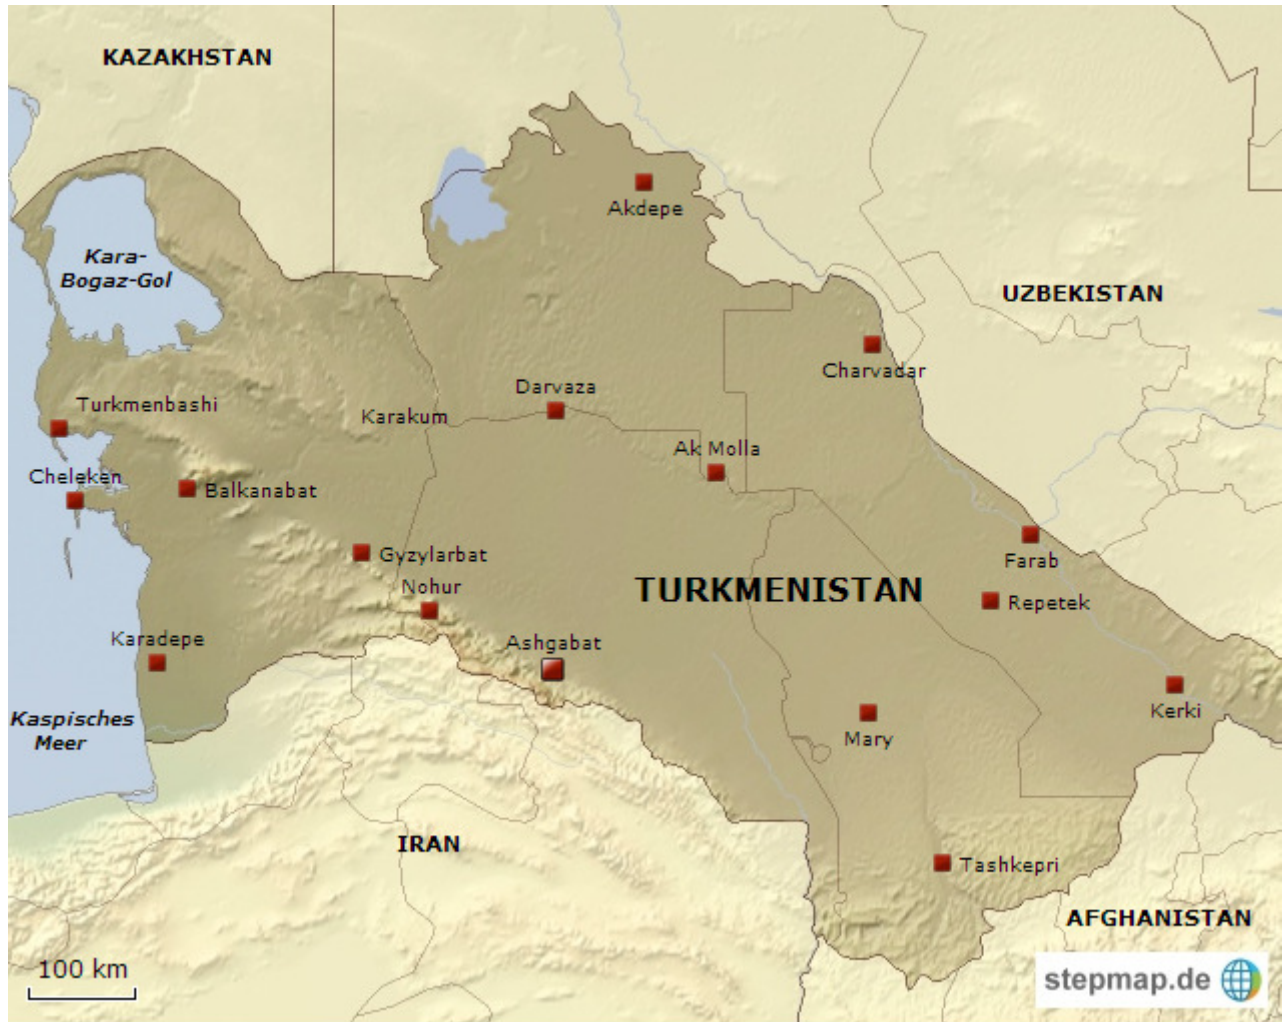 KAZAKHSTAN
Akdepe
Kara-
Bogaz-Gol
UZBEKISTAN
Charvadar
Darvaza
Turkmenbashi
Karakum
Ak Molla
Cheleken
Balkanabat
Gyzylarbat
Farab
Nohur
TURKMENISTAN
Repetek
Karadepe
Ashgabat
Kaspisches
Meer
Kerki
Mary
IRAN
Tashkepri
AFGHANISTAN
100 km
stepmap.de